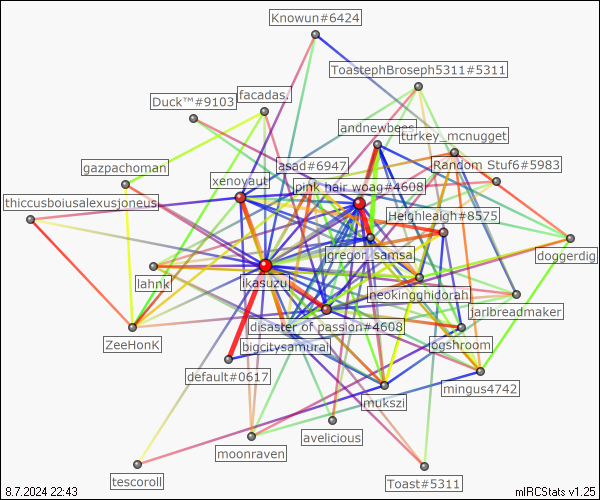 Knowun#6424
ToastephBroseph5311#5311
Duck™#9103
facadas.
andnewbees
turkey_mcnugget
gazpachoman
asad#6947
Random Stuf6#5983
xenoyaut
pink hair woag#4608
thiccusboiusalexusjoneus
Heighleaigh#8575
gregor_samsa
doggerdig
lahnk
ikasuzu
neokingghidorah
jarlbreadmaker
disaster of passion#4608
ZeeHonK
bigcitysamurai
ogshroom
default#0617
mingus4742
mukszi
avelicious
moonraven
tescoroll
Toast#5311
8.7.2024 22:43
mIRCStats v1.25